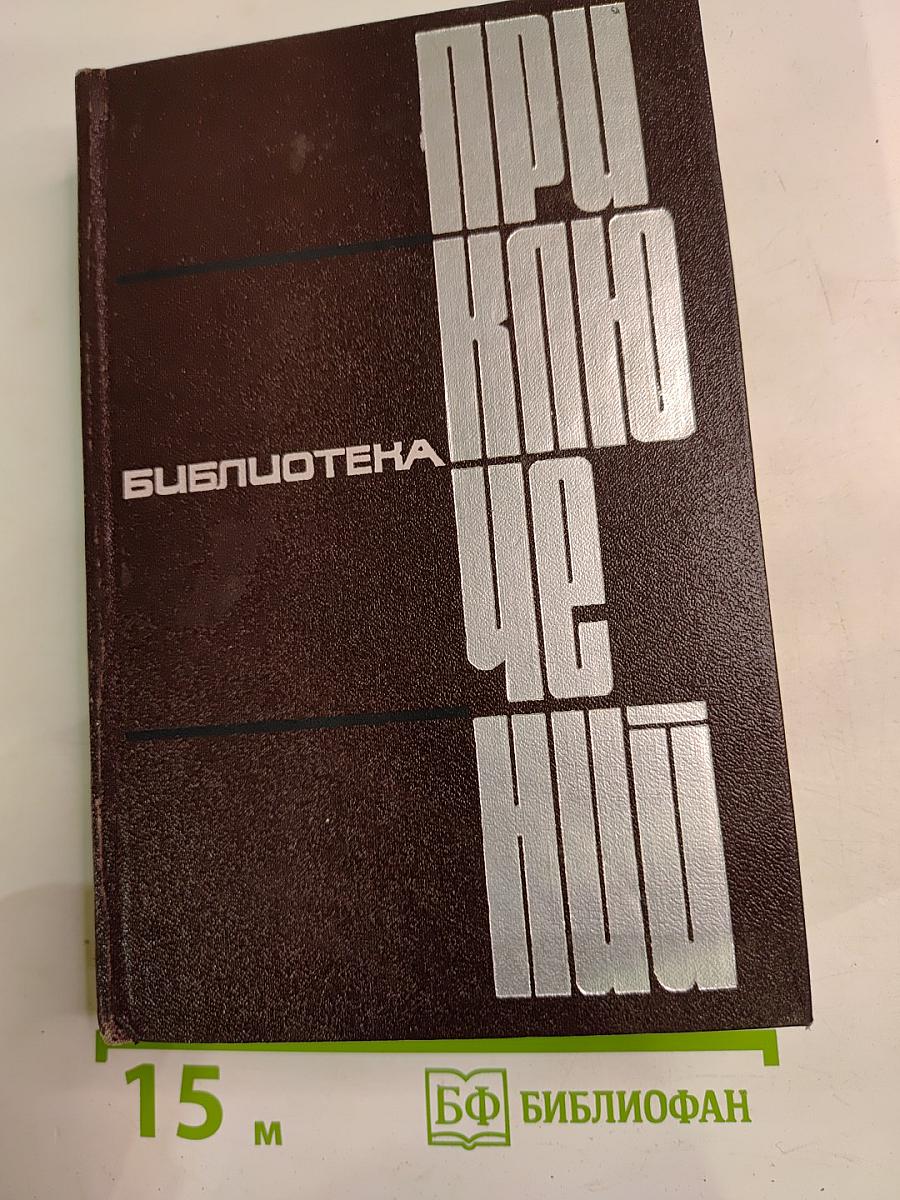 ПРИ
КЛЮ
БИБЛИОТЕКА
ЧЕ
НИЙ
15 м
БФ БИБЛИОФАН